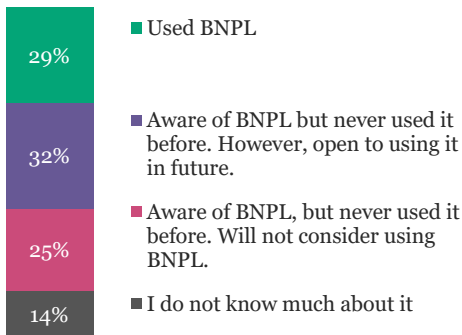 29%
Used BNPL
32%
Aware of BNPL but never used it
before. However, open to using it
in future.
25%
Aware of BNPL, but never used it
before. Will not consider using
BNPL.
14%
I do not know much about it